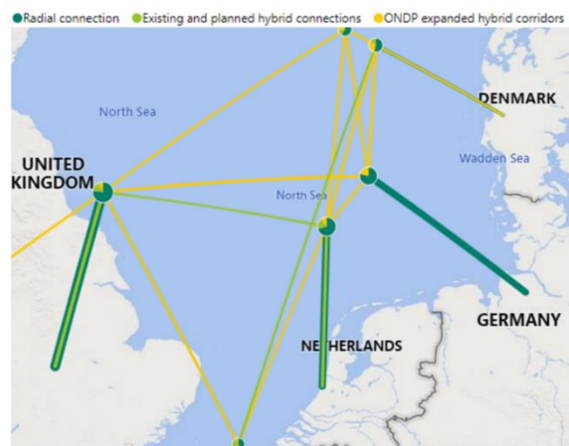 Radial connection Existing and planned hybrid connections ONDP expanded hybrid corridors
DENMARK
North Sea
Wadden Sea
UNITED
KINGDOM
North Sea
GERMANY
NETHERLANDS